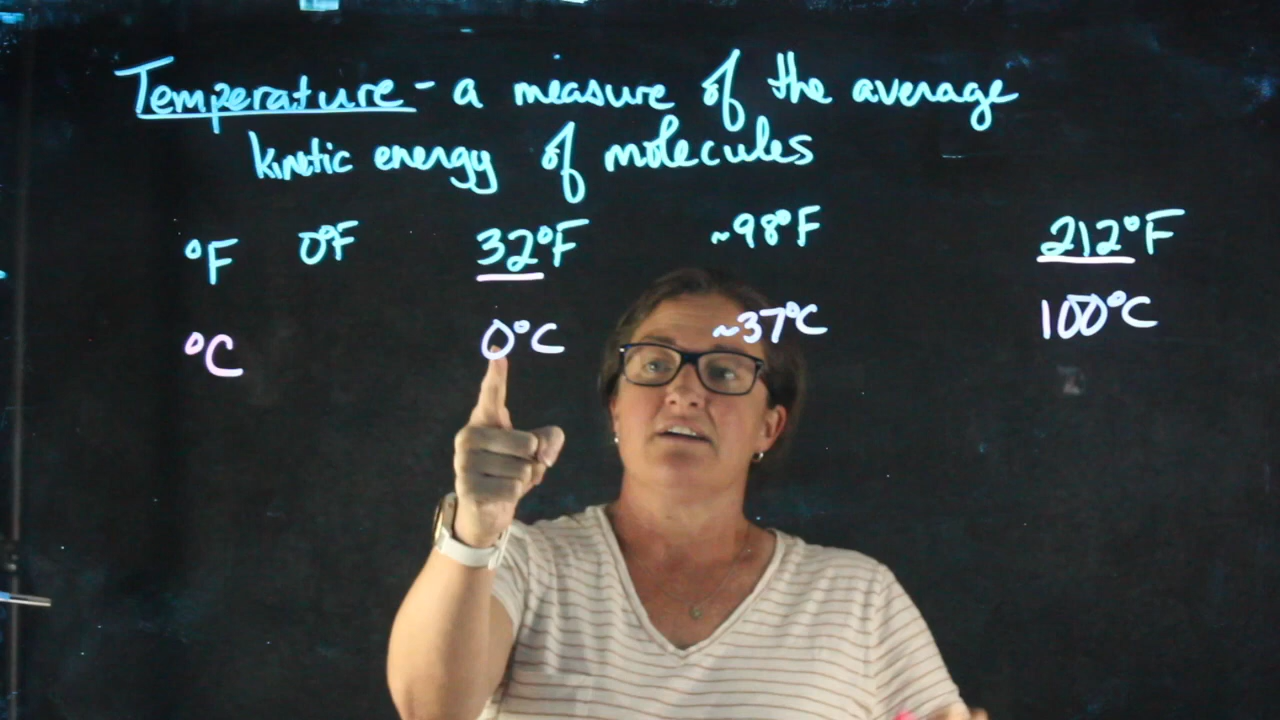 Temperature - a measure of the average
kinetic energy of molecules
°F 0°F 32°F ~98°F 212°F
°C 0°C ~37°C 100°C